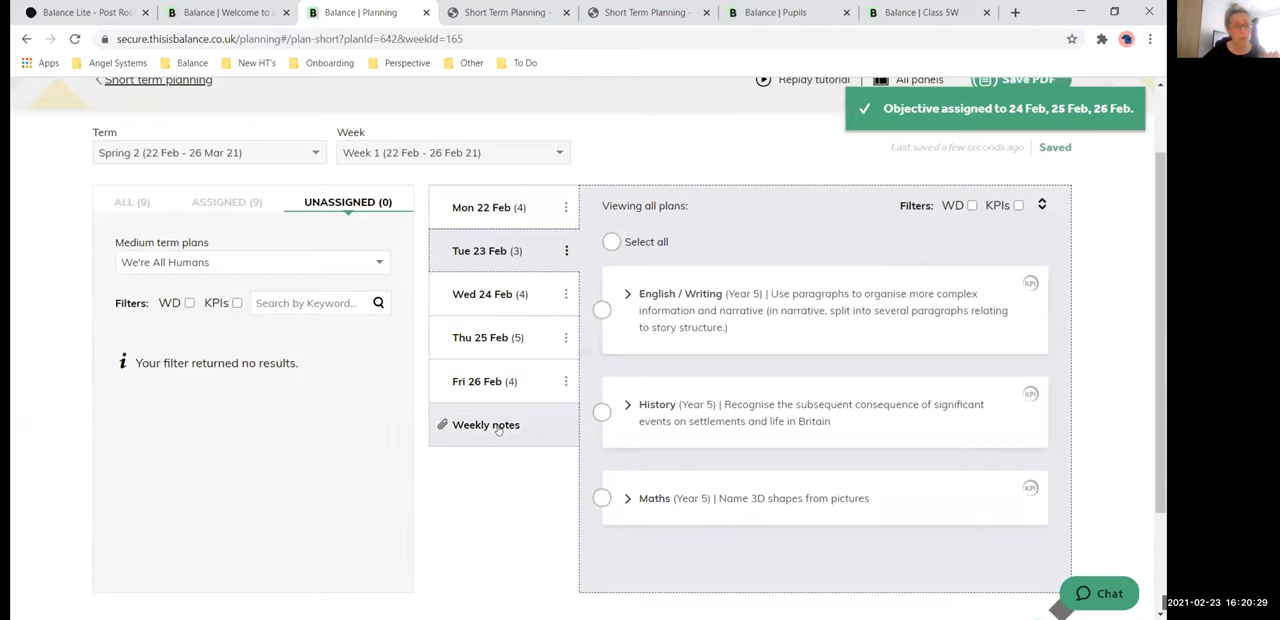 Balance Lite - Post Ros
Balance | Welcome to B
Balance | Planning
Short Term Planning -
Short Term Planning -
Balance | Pupils
Balance | Class 5W
secure.thisisbalance.co.uk/planning#/plan-short?planId=642&weekId=165
Apps
Angel Systems
Balance
New HT's
Onboarding
Perspective
Other
To Do
Short term planning
Replay tutorial
All panels
Save PDF
Objective assigned to 24 Feb, 25 Feb, 26 Feb.
Term
Week
Spring 2 (22 Feb - 26 Mar 21)
Week 1 (22 Feb - 26 Feb 21)
Last saved a few seconds ago
Saved
ALL (9)
ASSIGNED (9)
UNASSIGNED (0)
Medium term plans
We're All Humans
Filters: WD KPIs
Search by Keyword...
Your filter returned no results.
Mon 22 Feb (4)
Tue 23 Feb (3)
Wed 24 Feb (4)
Thu 25 Feb (5)
Fri 26 Feb (4)
Weekly notes
Viewing all plans:
Filters: WD KPIs
Select all
English / Writing (Year 5) | Use paragraphs to organise more complex
information and narrative (in narrative, split into several paragraphs relating
to story structure.)
KPI
History (Year 5) | Recognise the subsequent consequence of significant
events on settlements and life in Britain
KPI
Maths (Year 5) | Name 3D shapes from pictures
KPI
Chat
2021-02-23 16:20:29